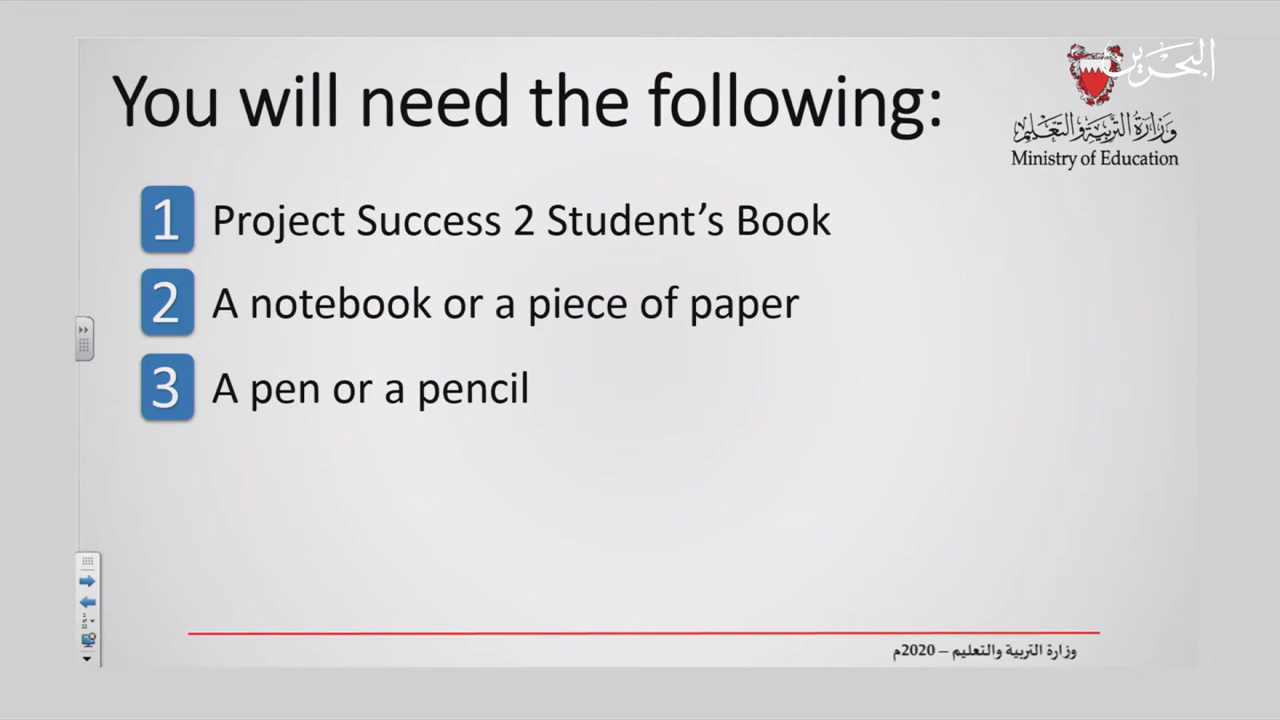 You will need the following:
البحرين
وزارة التربية والتعليم
Ministry of Education
1 Project Success 2 Student’s Book
2 A notebook or a piece of paper
3 A pen or a pencil
وزارة التربية والتعليم – 2020م